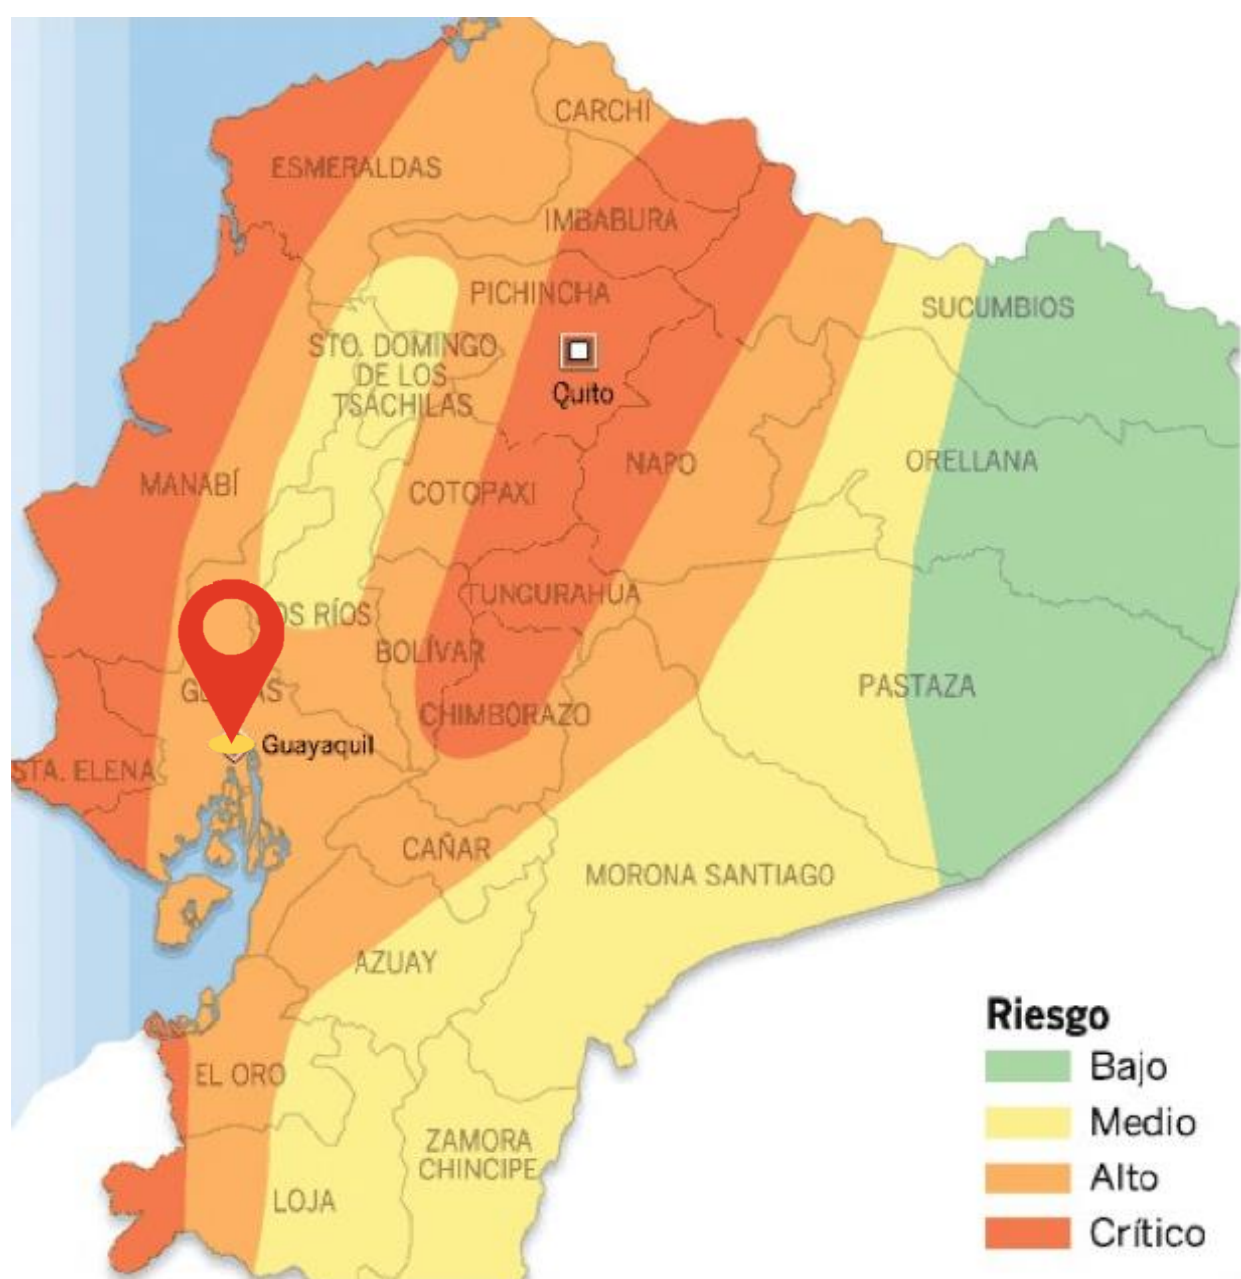 CARCHI
ESMERALDAS
IMBABURA
PICHINCHA
SUCUMBIOS
STO. DOMINGO
DE LOS
TSÁCHILAS
Quito
MANABÍ
COTOPAXI
NAPO
ORELLANA
TUNGURAHUA
RÍOS
BOLÍVAR
PASTAZA
CHIMBORAZO
Guayaquil
STA. ELENA
CAÑAR
MORONA SANTIAGO
AZUAY
EL ORO
ZAMORA
CHINCIPE
LOJA
Riesgo
Bajo
Medio
Alto
Crítico